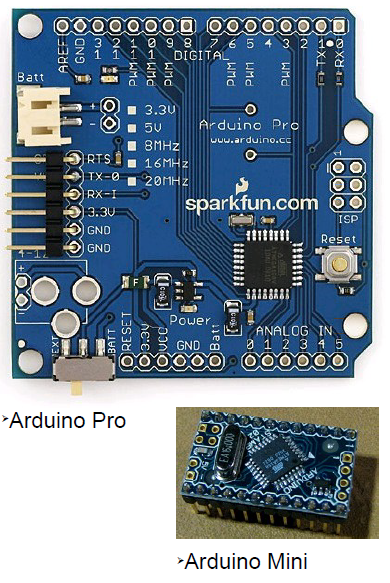 AREF
GND
13
12
11
10
9
8
7
6
5
4
3
2
1
0
PWM
PWM
PWM
PWM
PWM
PWM
TX
RX
DIGITAL
Batt
+
-
3.3V
5V
8MHz
16MHz
20MHz
Arduino Pro
www.arduino.cc
RTS
TX-0
RX-I
3.3V
GND
GND
sparkfun.com
ISP
Reset
F
Power
EXT
BATT
RESET
3.3V
VCC
GND
Batt
ANALOG IN
0 1 2 3 4 5
➢Arduino Pro
ARDUINO
➢Arduino Mini